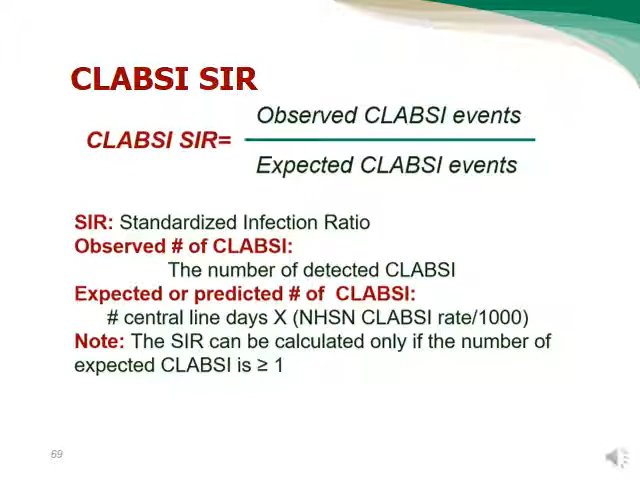 CLABSI SIR
CLABSI SIR=
Observed CLABSI events
Expected CLABSI events
SIR: Standardized Infection Ratio
Observed # of CLABSI:
The number of detected CLABSI
Expected or predicted # of CLABSI:
# central line days X (NHSN CLABSI rate/1000)
Note: The SIR can be calculated only if the number of
expected CLABSI is ≥ 1
69